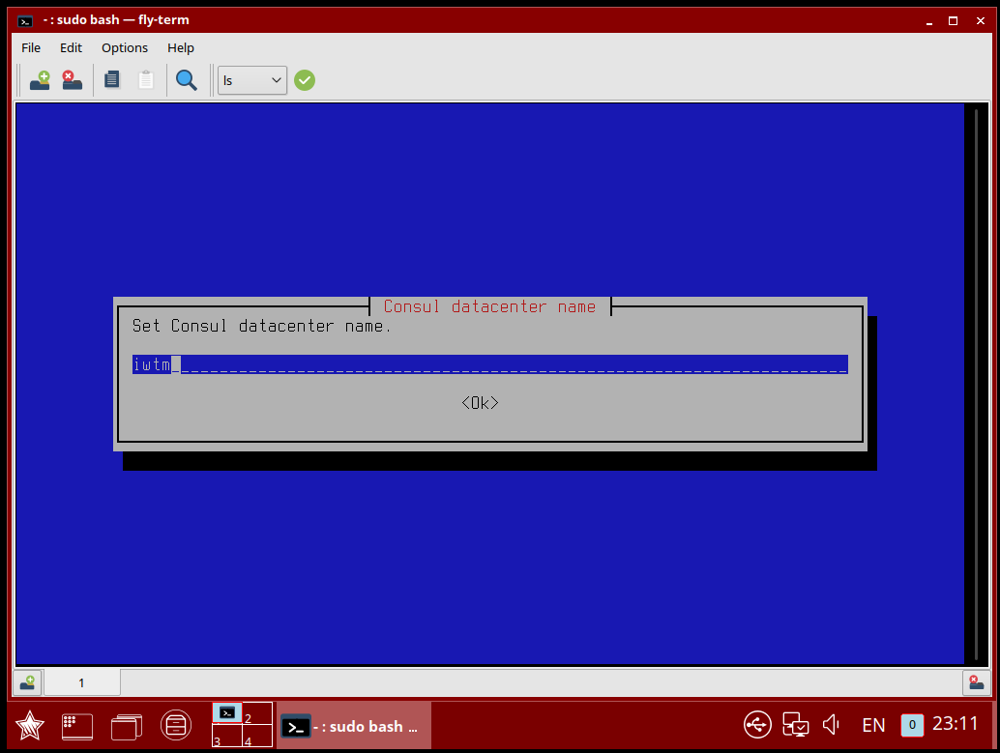 - : sudo bash — fly-term
File Edit Options Help
ls
Consul datacenter name
Set Consul datacenter name.
iwtm
<Ok>
1
2
3 4
- : sudo bash ...
EN 0 23:11